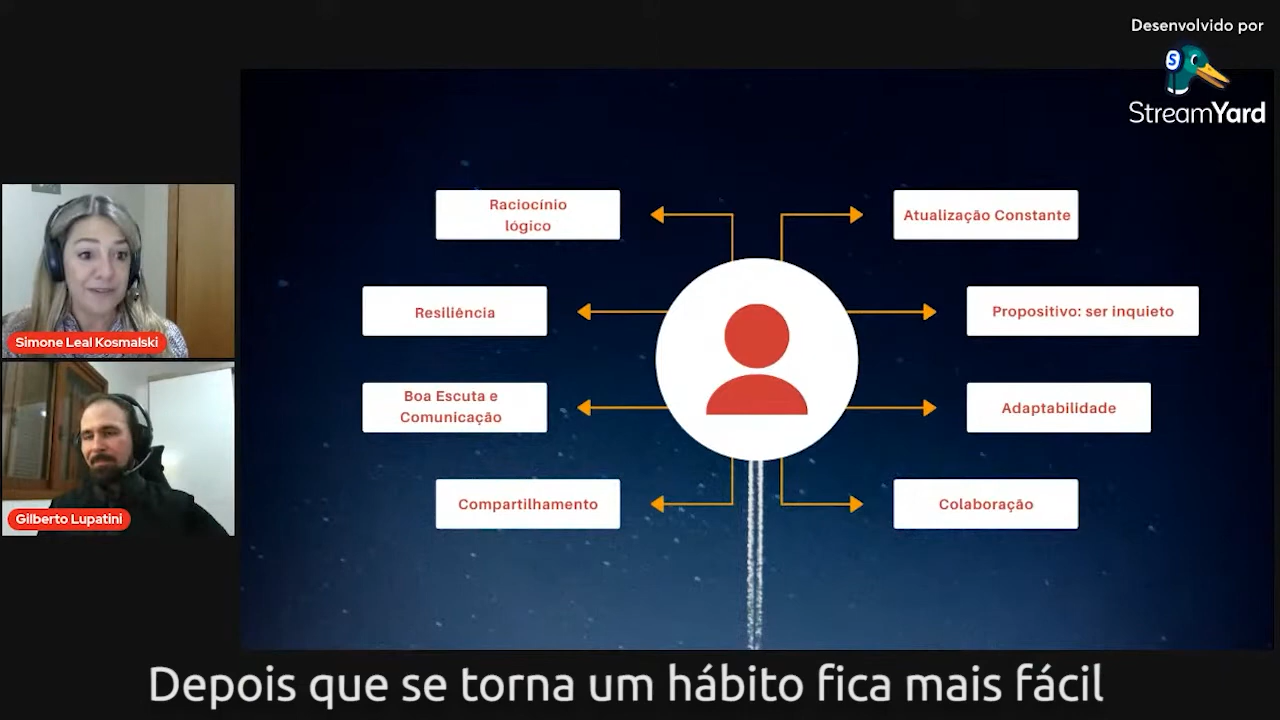 Desenvolvido por
S
StreamYard
Raciocínio
lógico
Atualização Constante
Resiliência
Propositivo: ser inquieto
Boa Escuta e
Comunicação
Adaptabilidade
Compartilhamento
Colaboração
Simone Leal Kosmalski
Gilberto Lupatini
Depois que se torna um hábito fica mais fácil